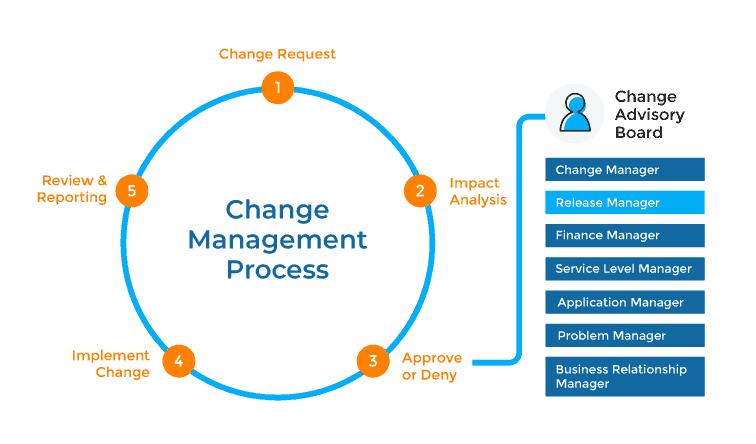 Change Request
1
Review &
Reporting
5
2
Impact
Analysis
Change
Management
Process
Implement
Change
4
3
Approve
or Deny
Change
Advisory
Board
Change Manager
Release Manager
Finance Manager
Service Level Manager
Application Manager
Problem Manager
Business Relationship
Manager